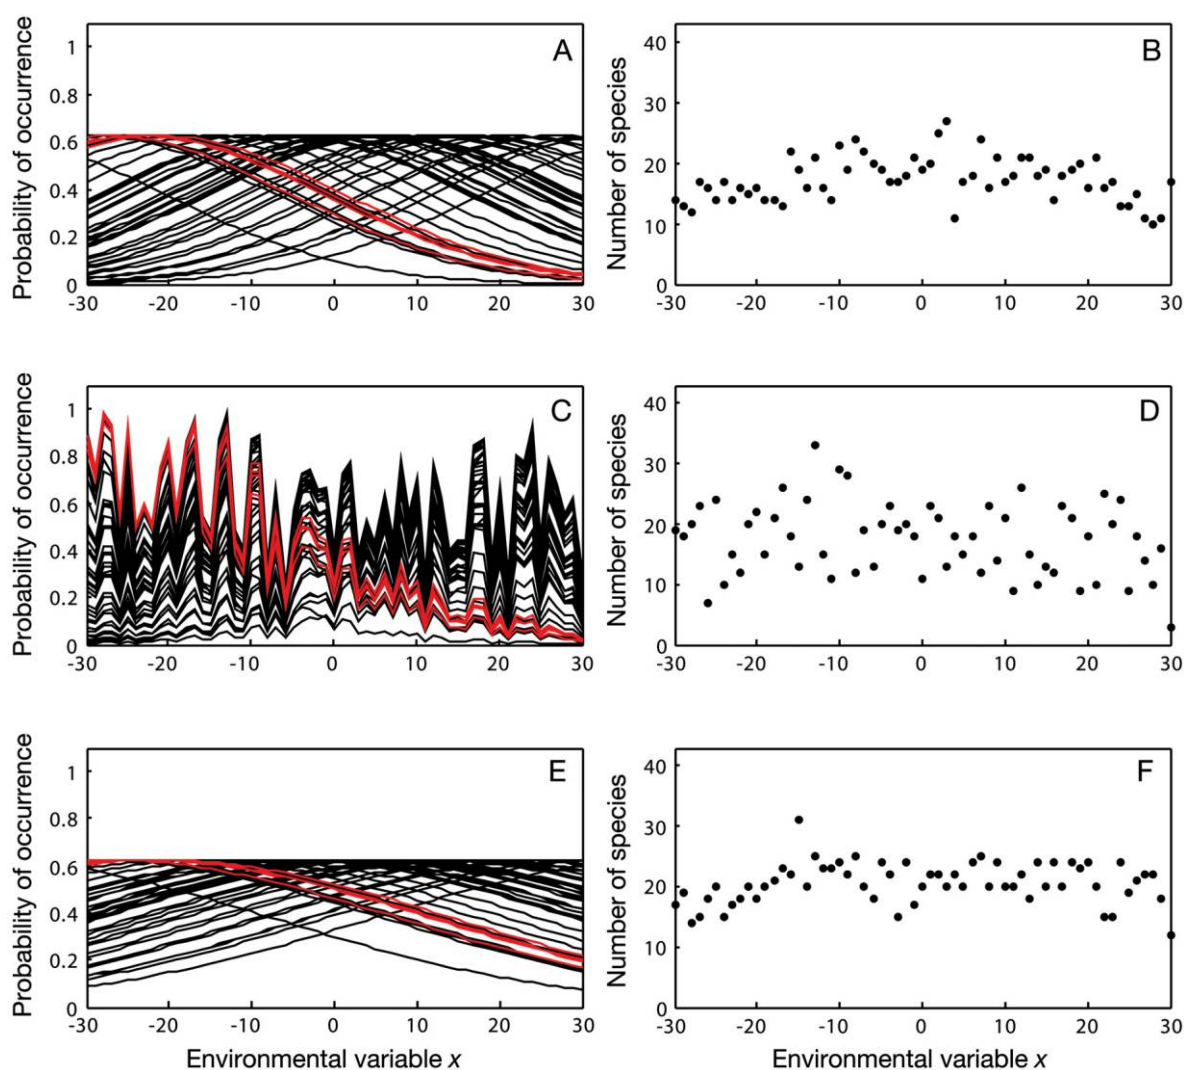 A
Probability of occurrence
1
0.8
0.6
0.4
0.2
0
-30 -20 -10 0 10 20 30
B
Number of species
40
30
20
10
0
-30 -20 -10 0 10 20 30
C
Probability of occurrence
1
0.8
0.6
0.4
0.2
0
-30 -20 -10 0 10 20 30
D
Number of species
40
30
20
10
0
-30 -20 -10 0 10 20 30
E
Probability of occurrence
1
0.8
0.6
0.4
0.2
0
-30 -20 -10 0 10 20 30
Environmental variable x
F
Number of species
40
30
20
10
0
-30 -20 -10 0 10 20 30
Environmental variable x